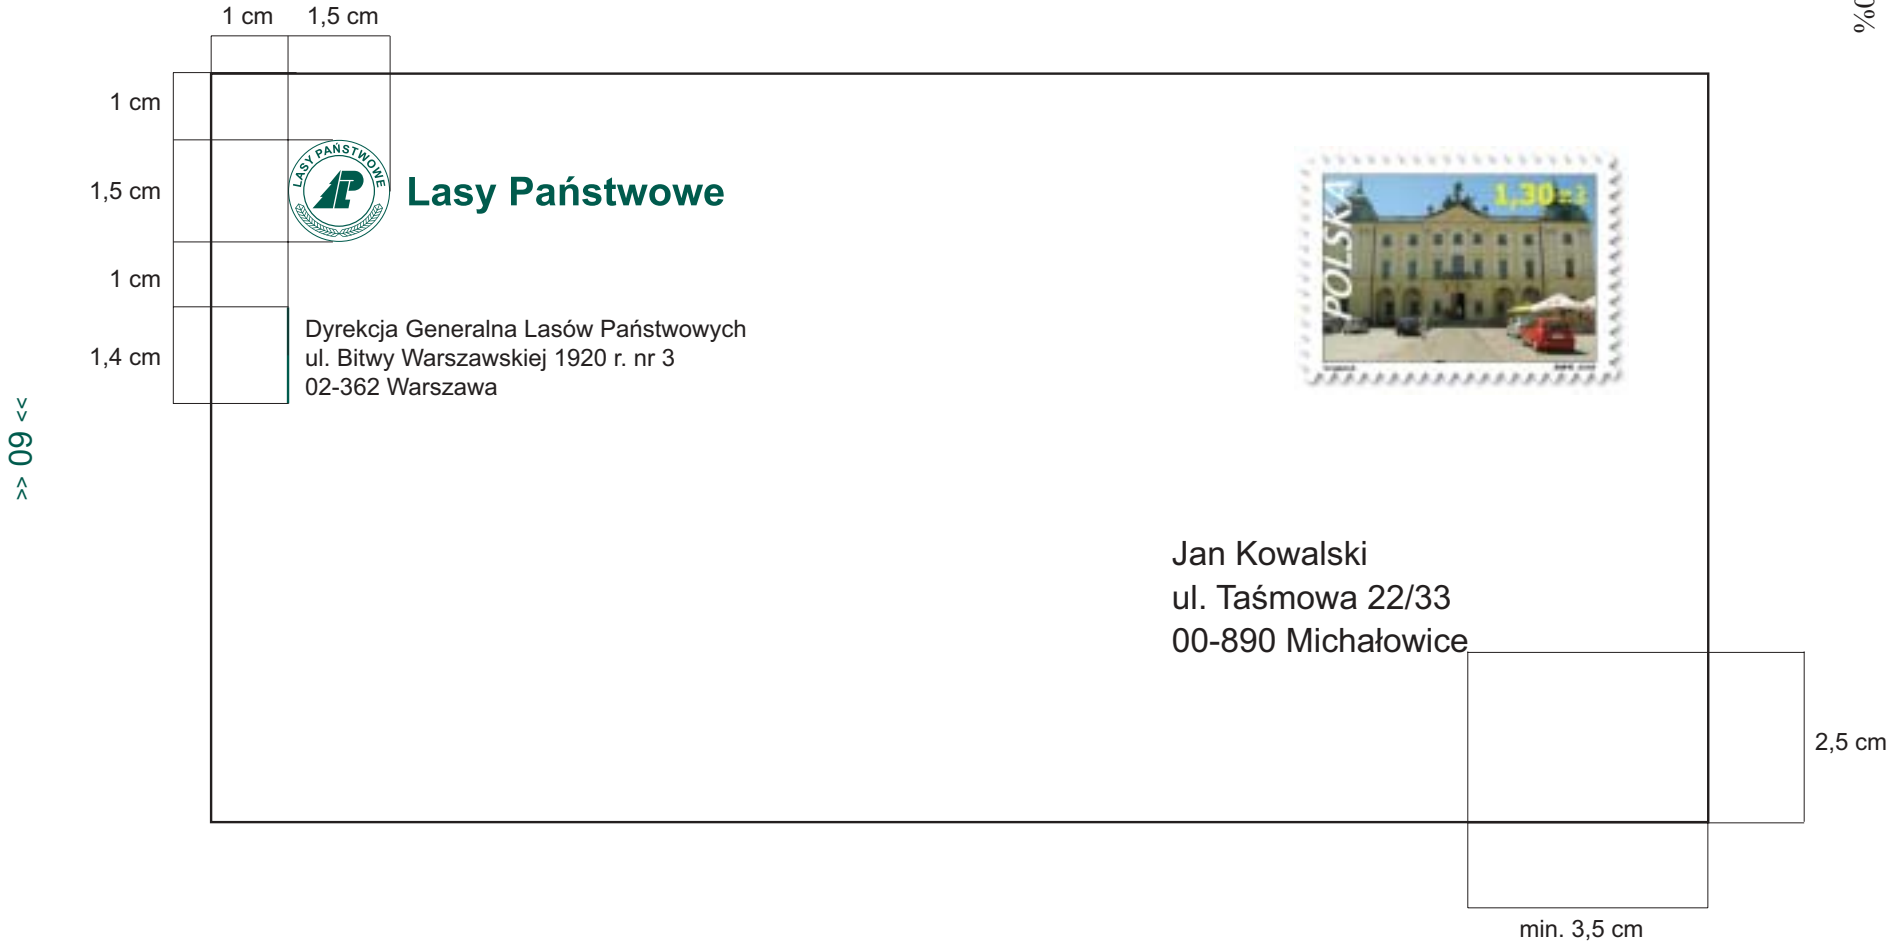 1 cm 1,5 cm
0%
1 cm
LASY PAŃSTWOWE
1,5 cm
Lasy Państwowe
POLSKA
1,30 zł
1 cm
1,4 cm
Dyrekcja Generalna Lasów Państwowych
ul. Bitwy Warszawskiej 1920 r. nr 3
02-362 Warszawa
>> 60 <<
Jan Kowalski
ul. Taśmowa 22/33
00-890 Michałowice
2,5 cm
min. 3,5 cm